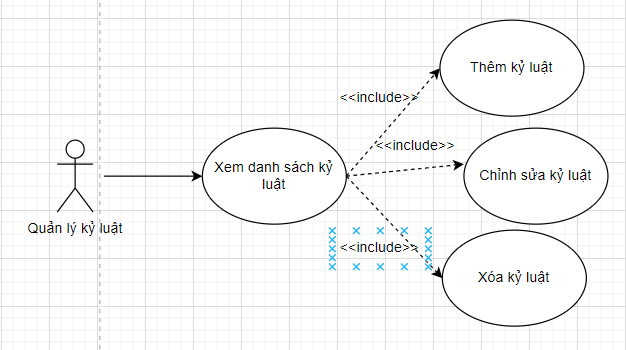 Thêm kỷ luật
<<include>>
<<include>>
Xem danh sách kỷ
luật
Chỉnh sửa kỷ luật
Quản lý kỷ luật
<<include>>
Xóa kỷ luật